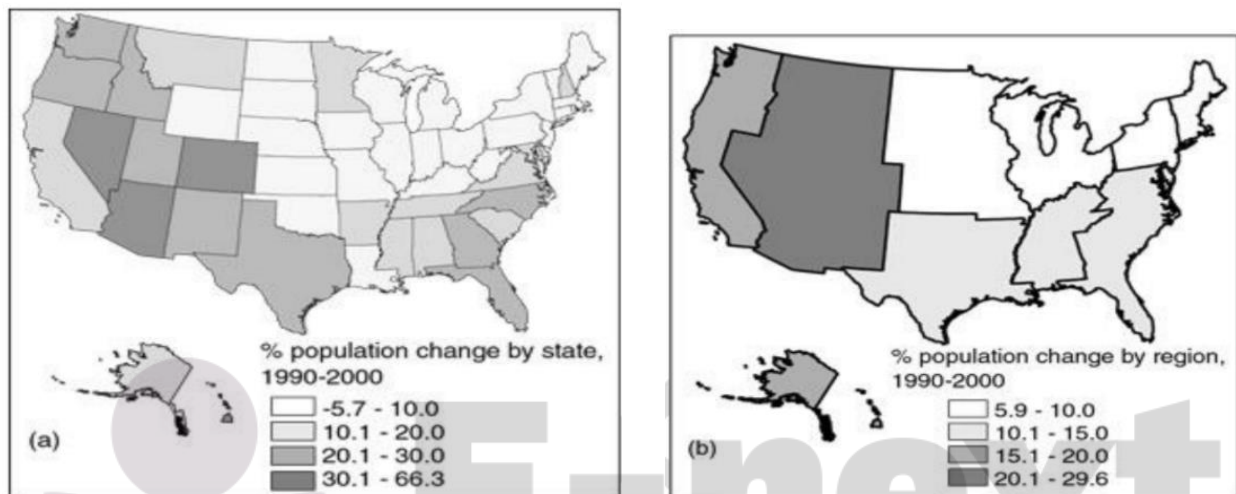 % population change by state,
1990-2000
-5.7 - 10.0
10.1 - 20.0
20.1 - 30.0
30.1 - 66.3
(a)
% population change by region,
1990-2000
5.9 - 10.0
10.1 - 15.0
15.1 - 20.0
20.1 - 29.6
(b)
E-next